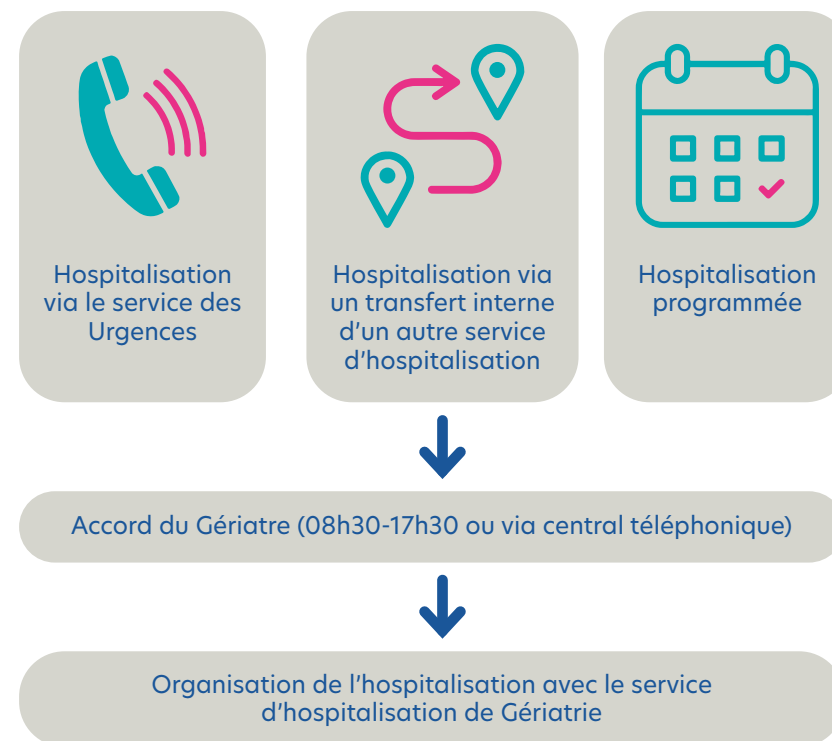 Hospitalisation
via le service des
Urgences
Hospitalisation via
un transfert interne
d'un autre service
d'hospitalisation
Hospitalisation
programmée
Accord du Gériatre (08h30-17h30 ou via central téléphonique)
Organisation de l'hospitalisation avec le service
d'hospitalisation de Gériatrie